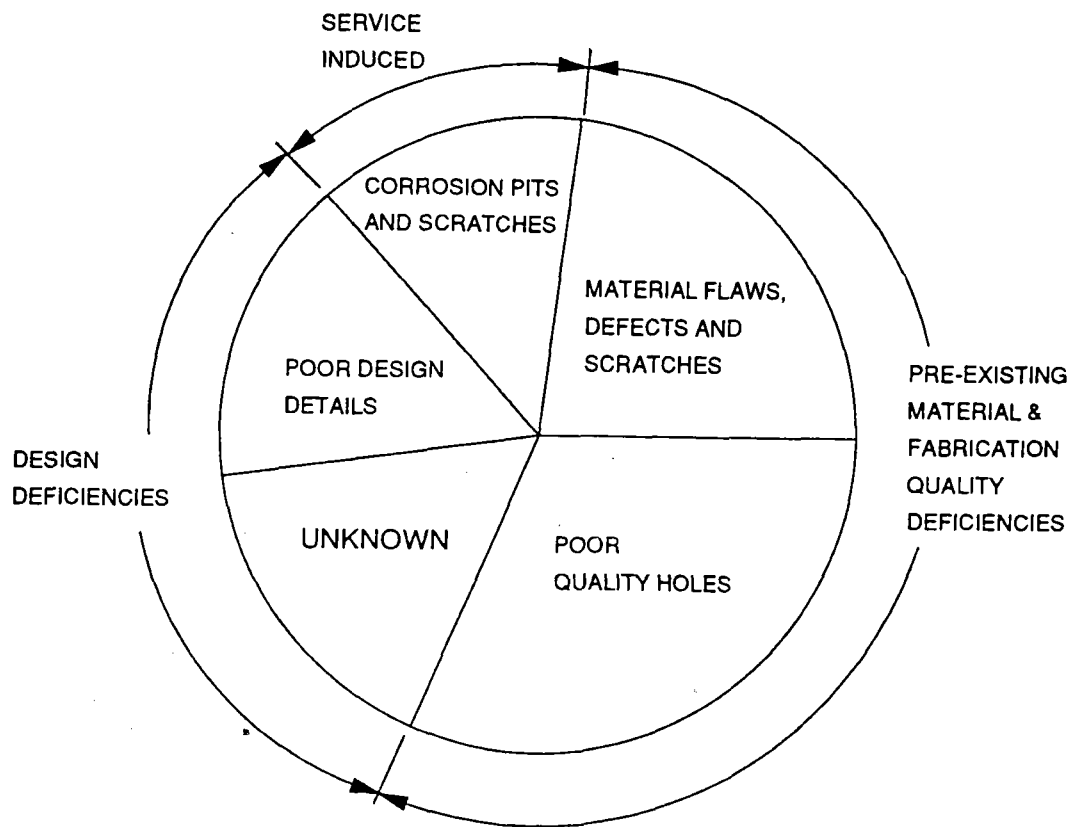 SERVICE
INDUCED
CORROSION PITS
AND SCRATCHES
MATERIAL FLAWS,
DEFECTS AND
SCRATCHES
POOR DESIGN
DETAILS
PRE-EXISTING
MATERIAL &
FABRICATION
QUALITY
DEFICIENCIES
DESIGN
DEFICIENCIES
UNKNOWN
POOR
QUALITY HOLES